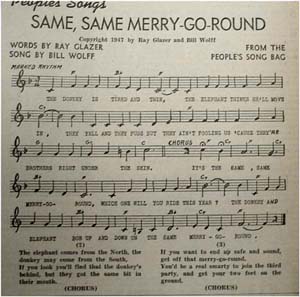 Peoples Songs
SAME, SAME MERRY-GO-ROUND
Copyright 1947 by Ray Glazer and Bill Wolff
WORDS BY RAY GLAZER
SONG BY BILL WOLFF
FROM THE
PEOPLE'S SONG BAG
MARKED RHYTHM
THE DONKEY IS TIRED AND THIN, THE ELEPHANT THINKS HE'LL MOVE
IN, THEY YELL AND THEY FUSS BUT THEY AIN'T FOOLING US 'CAUSE THEY'RE
CHORUS
BROTHERS RIGHT UNDER THE SKIN. IT'S THE SAME, SAME
MERRY-GO- ROUND, WHICH ONE WILL YOU RIDE THIS YEAR? THE DONKEY AND
ELEPHANT BOB UP AND DOWN ON THE SAME MERRY-GO- ROUND.
(2)
The elephant comes from the North, the
donkey may come from the South,
If you look you'll find that the donkey's
behind, but they got the same bit in
their mouth.
(CHORUS)
(3)
If you want to end up safe and sound,
get off that merry-go-round.
You'd be a real smarty to join the third
party, and get your two feet on the
ground.
(CHORUS)